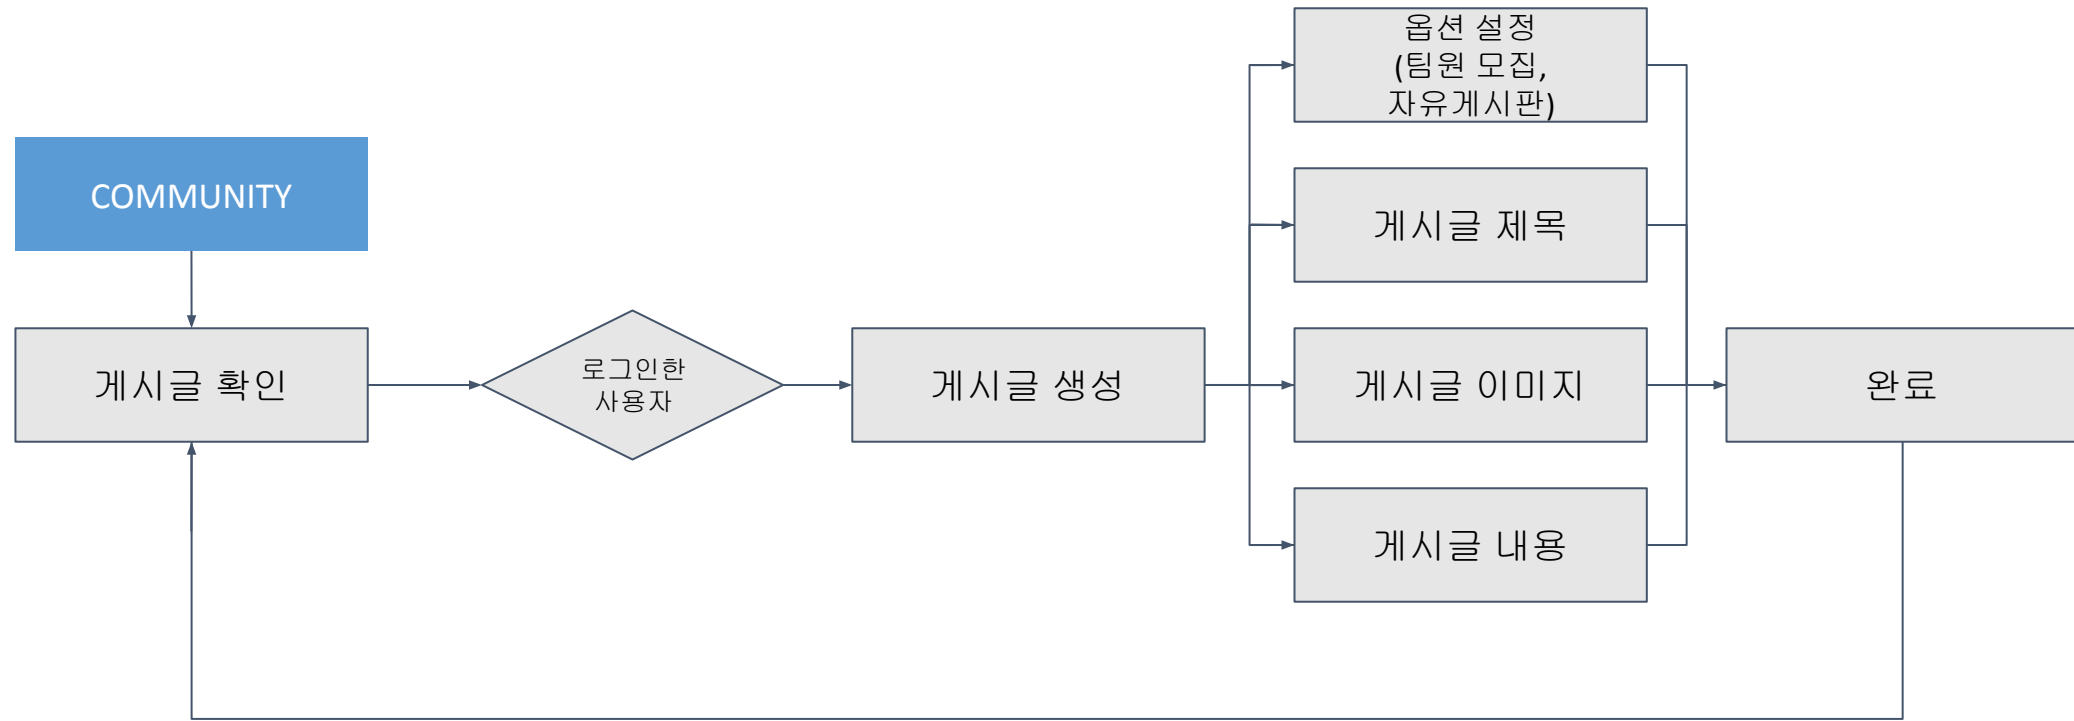 COMMUNITY
게시글 확인
로그인한
사용자
게시글 생성
옵션 설정
(팀원 모집,
자유게시판)
게시글 제목
게시글 이미지
게시글 내용
완료